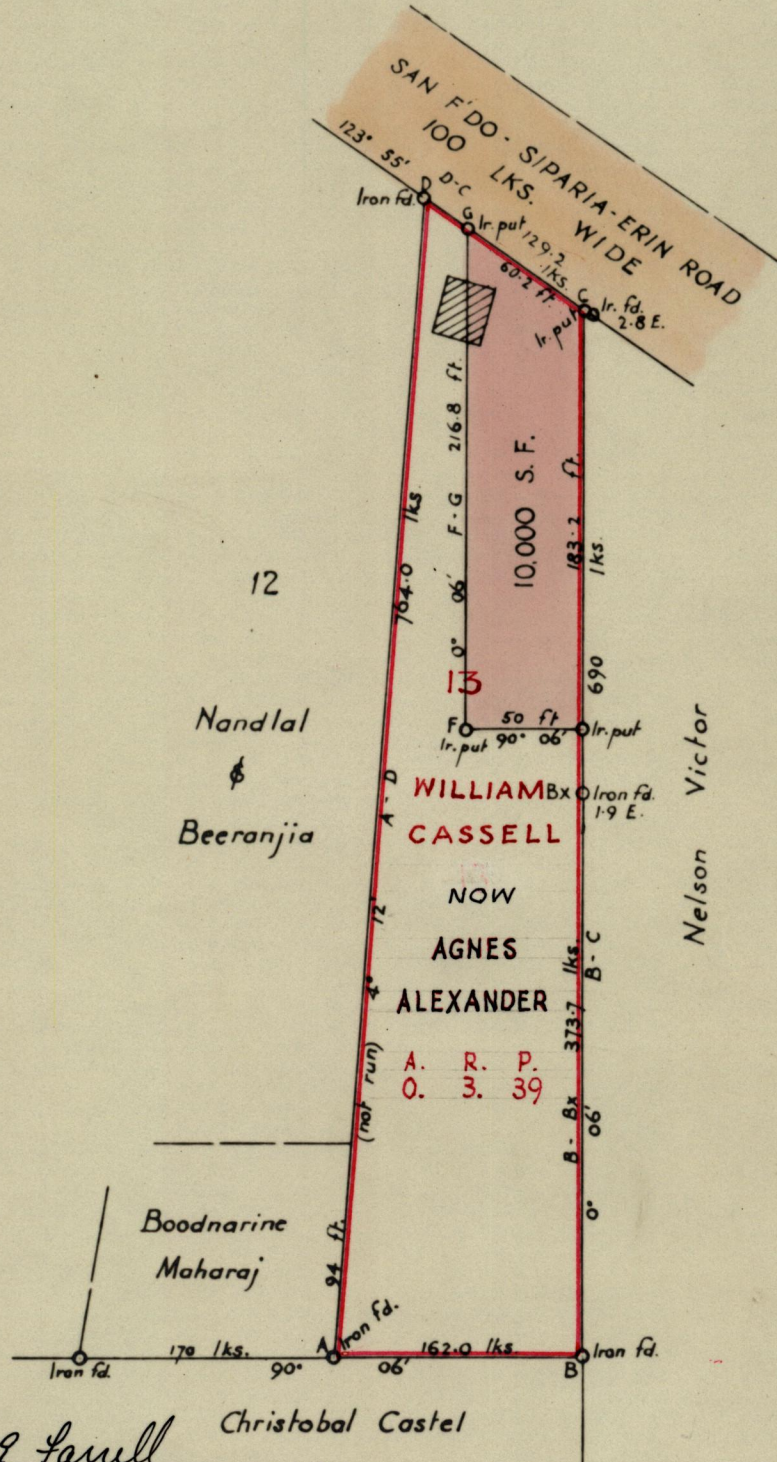 SAN F'DO - SIPARIA - ERIN ROAD
100 LKS. WIDE
123° 55' D-C
129.2 lks.
Iron fd.
D
G
Ir. put
60.2 ft.
C
Ir. fd.
2.8 E.
Ir. put
216.8 ft.
F - G
0° 06'
10,000 S. F.
183.2 ft.
690 lks.
764.0 lks
12
13
50 ft
90° 06'
F
Ir. put
Ir. put
Nandlal
&
Beeranjia
WILLIAM
CASSELL
NOW
AGNES
ALEXANDER
A. R. P.
0. 3. 39
Bx
Iron fd.
1.9 E.
Nelson Victor
A - D
4° 12'
(not run)
B - C
0° 06'
B - Bx
373.7 lks.
Boodnarine
Maharaj
94 ft.
A
Iron fd.
170 lks.
162.0 lks
Iron fd.
90° 06'
B
Iron fd.
Christobal Castel